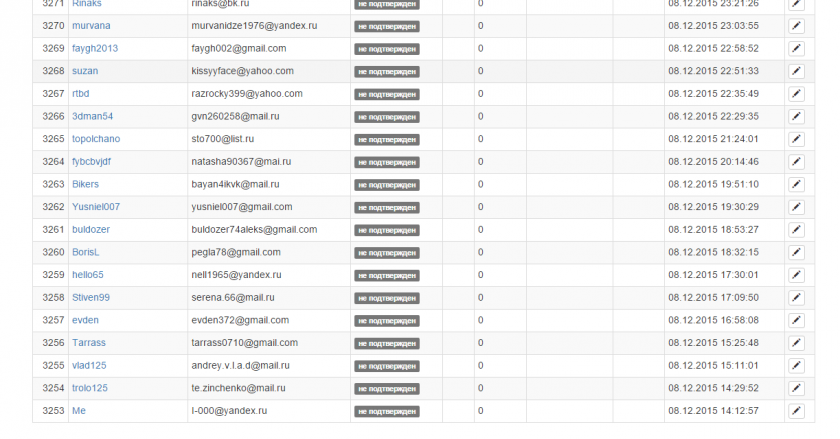 3271 Rinaks rinaks@bk.ru не подтвержден 0 08.12.2015 23:21:26
3270 murvana murvanidze1976@yandex.ru не подтвержден 0 08.12.2015 23:03:55
3269 faygh2013 faygh002@gmail.com не подтвержден 0 08.12.2015 22:58:52
3268 suzan kissyyface@yahoo.com не подтвержден 0 08.12.2015 22:51:33
3267 rtbd razrocky399@yahoo.com не подтвержден 0 08.12.2015 22:35:49
3266 3dman54 gvn260258@mail.ru не подтвержден 0 08.12.2015 22:29:35
3265 topolchano sto700@list.ru не подтвержден 0 08.12.2015 21:24:01
3264 fybcbvjdf natasha90367@mai.ru не подтвержден 0 08.12.2015 20:14:46
3263 Bikers bayan4ikvk@mail.ru не подтвержден 0 08.12.2015 19:51:10
3262 Yusniel007 yusniel007@gmail.com не подтвержден 0 08.12.2015 19:30:29
3261 buldozer buldozer74aleks@gmail.com не подтвержден 0 08.12.2015 18:53:27
3260 BorisL pegla78@gmail.com не подтвержден 0 08.12.2015 18:32:15
3259 hello65 nell1965@yandex.ru не подтвержден 0 08.12.2015 17:30:01
3258 Stiven99 serena.66@mail.ru не подтвержден 0 08.12.2015 17:09:50
3257 evden evden372@gmail.com не подтвержден 0 08.12.2015 16:58:08
3256 Tarrass tarrass0710@gmail.com не подтвержден 0 08.12.2015 15:25:48
3255 vlad125 andrey.v.l.a.d@mail.ru не подтвержден 0 08.12.2015 15:11:01
3254 trolo125 te.zinchenko@mail.ru не подтвержден 0 08.12.2015 14:29:52
3253 Me l-000@yandex.ru не подтвержден 0 08.12.2015 14:12:57